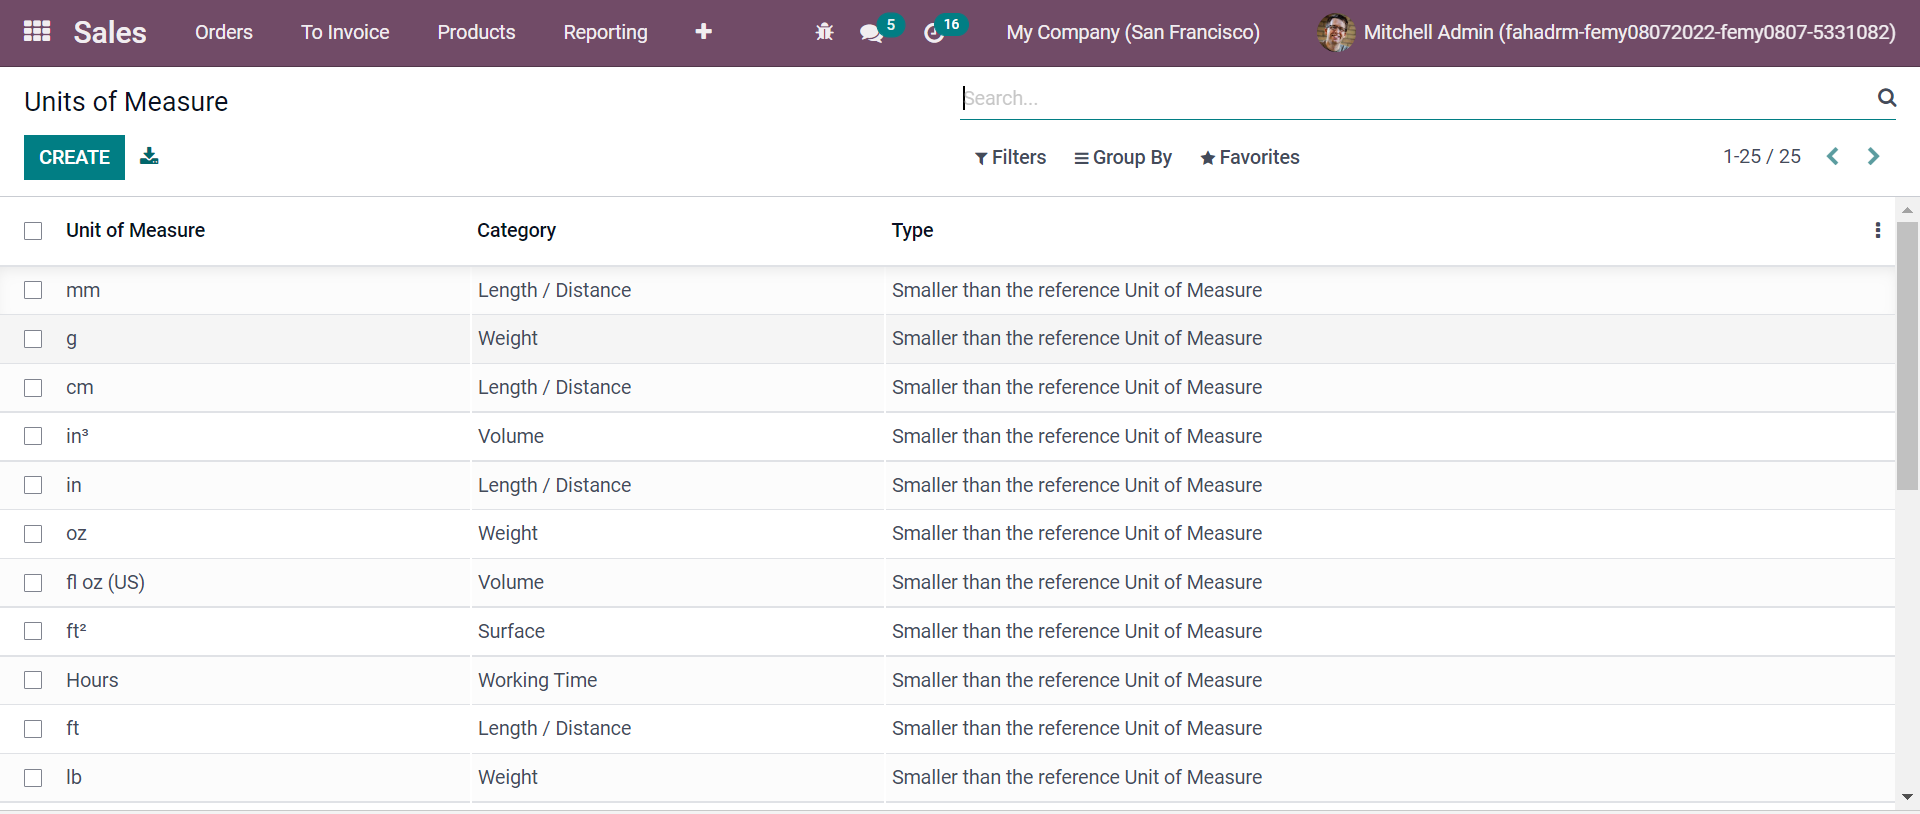 Sales Orders To Invoice Products Reporting 5 16 My Company (San Francisco) Mitchell Admin (fahadrm-femy08072022-femy0807-5331082)
Units of Measure Search...
CREATE Filters Group By Favorites 1-25 / 25
Unit of Measure Category Type
mm Length / Distance Smaller than the reference Unit of Measure
g Weight Smaller than the reference Unit of Measure
cm Length / Distance Smaller than the reference Unit of Measure
in³ Volume Smaller than the reference Unit of Measure
in Length / Distance Smaller than the reference Unit of Measure
oz Weight Smaller than the reference Unit of Measure
fl oz (US) Volume Smaller than the reference Unit of Measure
ft² Surface Smaller than the reference Unit of Measure
Hours Working Time Smaller than the reference Unit of Measure
ft Length / Distance Smaller than the reference Unit of Measure
lb Weight Smaller than the reference Unit of Measure